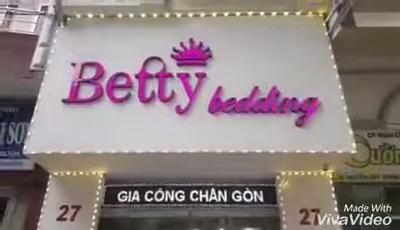 Betty
bedding
GIA CÔNG CHĂN GÒN
27
27
Made With
VivaVideo